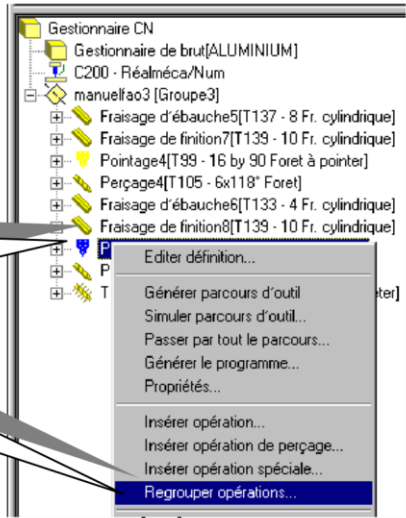 Gestionnaire CN
Gestionnaire de brut[ALUMINIUM]
C200 - Réalméca/Num
manuelfao3 [Groupe3]
Fraisage d'ébauche5[T137 - 8 Fr. cylindrique]
Fraisage de finition7[T139 - 10 Fr. cylindrique]
Pointage4[T99 - 16 by 90 Foret à pointer]
Perçage4[T105 - 6x118° Foret]
Fraisage d'ébauche6[T133 - 4 Fr. cylindrique]
Fraisage de finition8[T139 - 10 Fr. cylindrique]
P
P
T
Editer définition...
Générer parcours d'outil
Simuler parcours d'outil...
Passer par tout le parcours...
Générer le programme...
Propriétés...
Insérer opération...
Insérer opération de perçage...
Insérer opération spéciale...
Regrouper opérations...